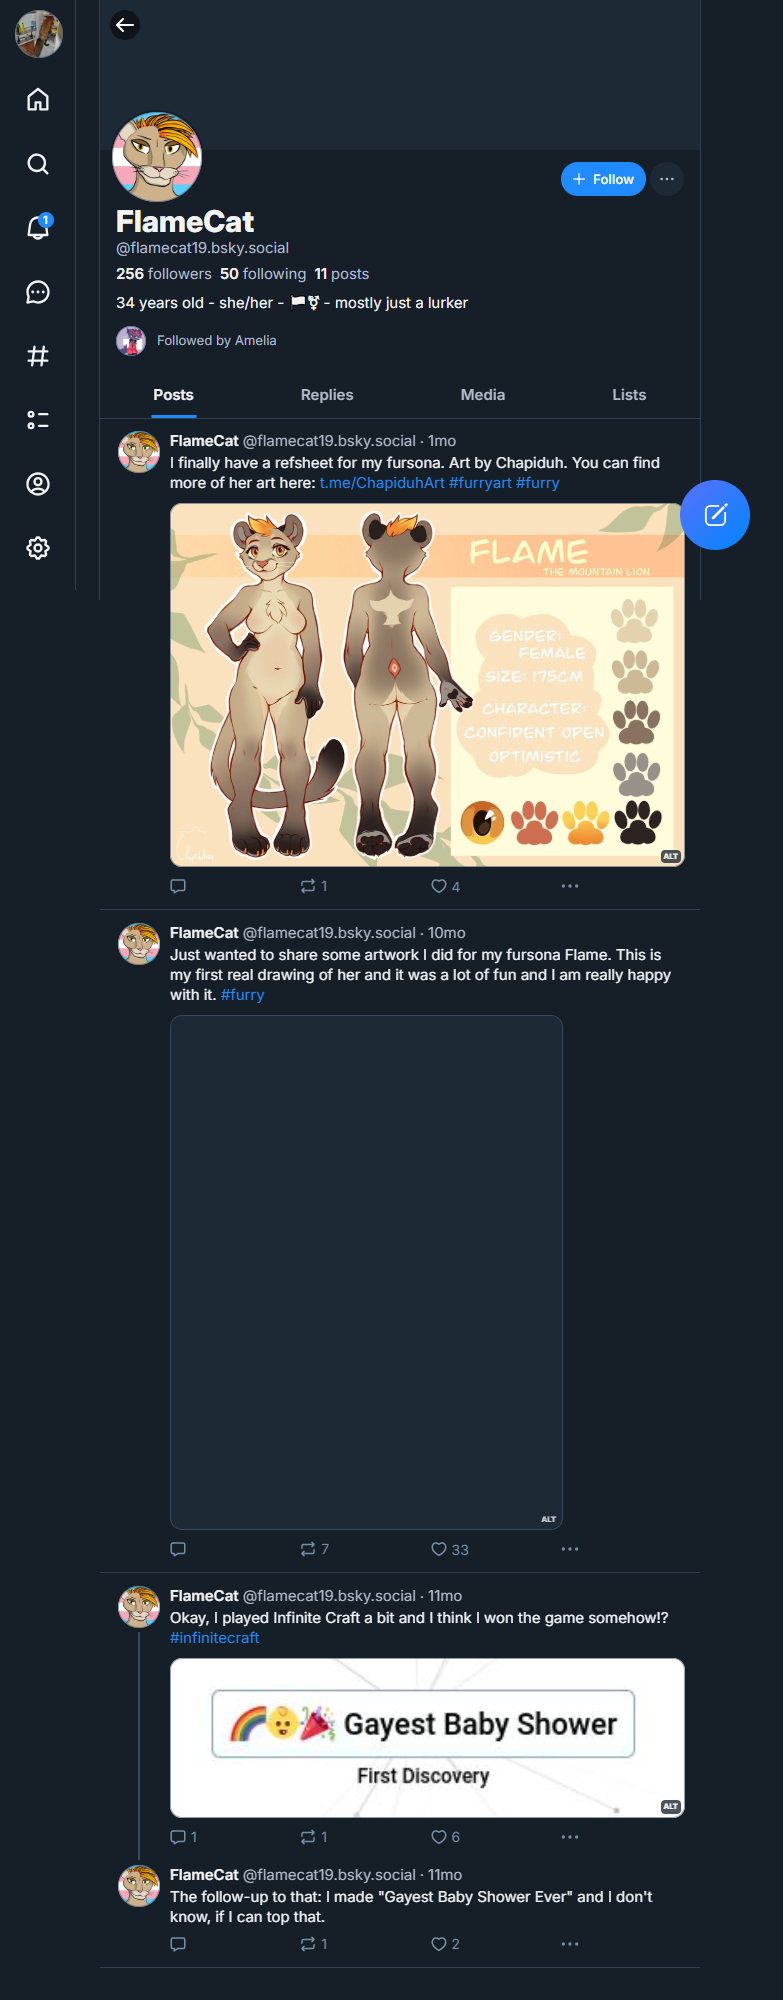 1
+ Follow
FlameCat
@flamecat19.bsky.social
256 followers 50 following 11 posts
34 years old - she/her - 🏳️⚧ - mostly just a lurker
Followed by Amelia
Posts Replies Media Lists
FlameCat @flamecat19.bsky.social · 1mo
I finally have a refsheet for my fursona. Art by Chapiduh. You can find
more of her art here: t.me/ChapiduhArt #furryart #furry
FLAME
THE MOUNTAIN LION
GENDER:
FEMALE
SIZE: 175CM
CHARACTER:
CONFIDENT OPEN
OPTIMISTIC
ALT
1 4
FlameCat @flamecat19.bsky.social · 10mo
Just wanted to share some artwork I did for my fursona Flame. This is
my first real drawing of her and it was a lot of fun and I am really happy
with it. #furry
ALT
7 33
FlameCat @flamecat19.bsky.social · 11mo
Okay, I played Infinite Craft a bit and I think I won the game somehow!?
#infinitecraft
🌈👶🎉 Gayest Baby Shower
First Discovery
ALT
1 1 6
FlameCat @flamecat19.bsky.social · 11mo
The follow-up to that: I made "Gayest Baby Shower Ever" and I don't
know, if I can top that.
1 2